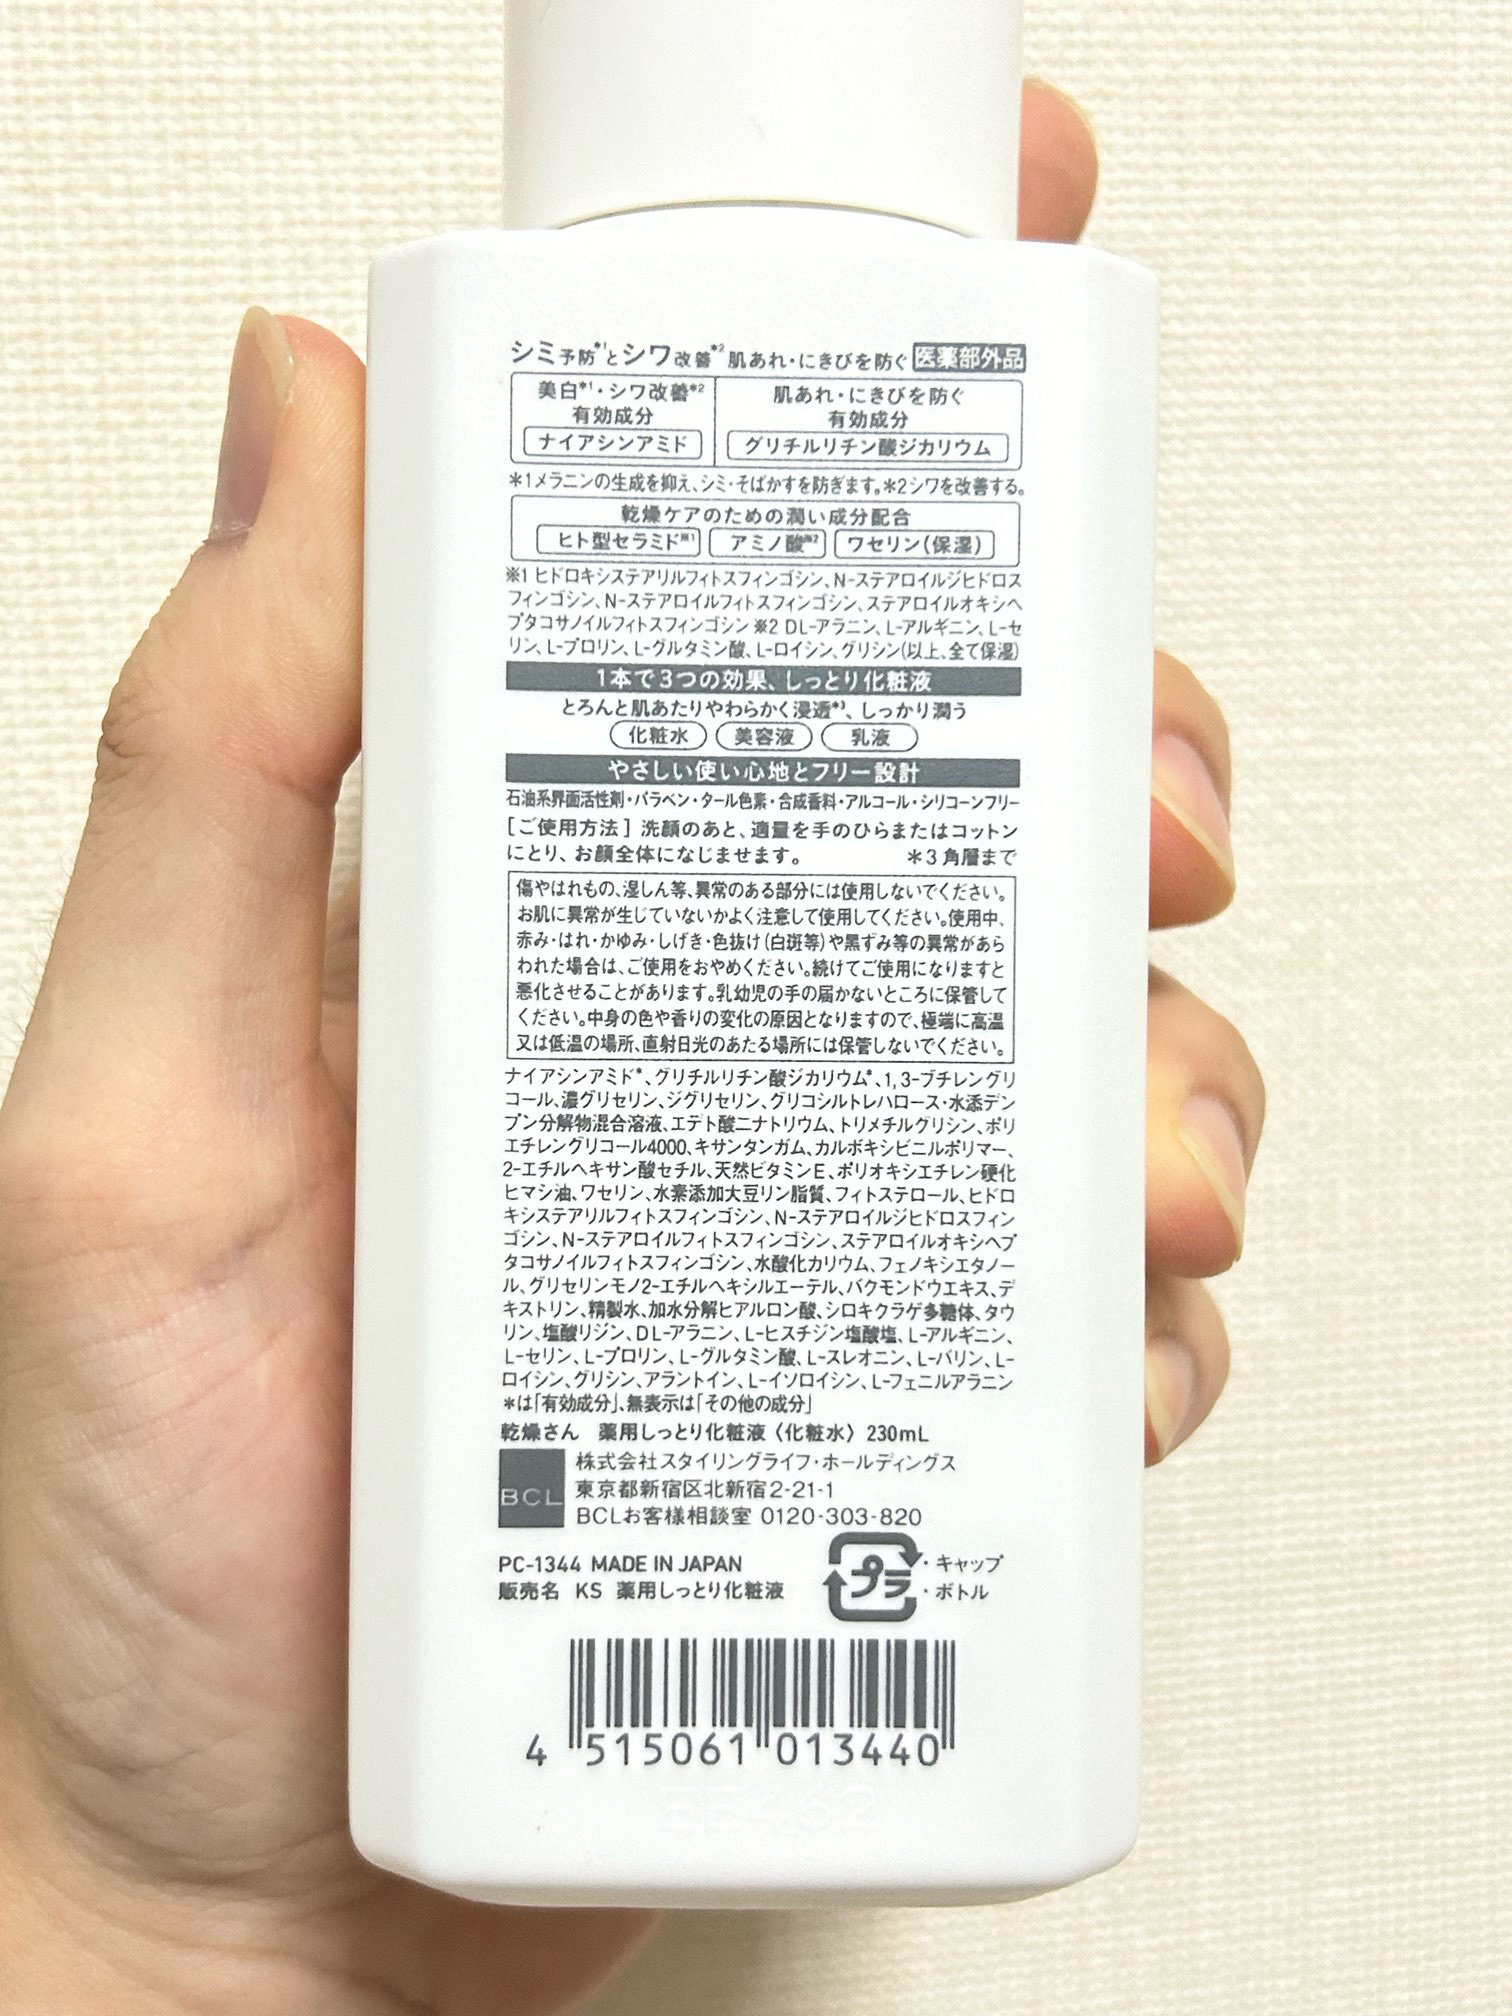 シミ予防*1とシワ改善*2 肌あれ・にきびを防ぐ 医薬部外品
美白*1・シワ改善*2
有効成分
ナイアシンアミド
肌あれ・にきびを防ぐ
有効成分
グリチルリチン酸ジカリウム
*1メラニンの生成を抑え、シミ・そばかすを防ぎます。*2シワを改善する。
乾燥ケアのための潤い成分配合
ヒト型セラミド※1 アミノ酸※2 ワセリン(保湿)
※1 ヒドロキシステアリルフィトスフィンゴシン、N-ステアロイルジヒドロス
フィンゴシン、N-ステアロイルフィトスフィンゴシン、ステアロイルオキシヘ
プタコサノイルフィトスフィンゴシン ※2 DL-アラニン、L-アルギニン、L-セ
リン、L-プロリン、L-グルタミン酸、L-ロイシン、グリシン(以上、全て保湿)
1本で3つの効果、しっとり化粧液
とろんと肌あたりやわらかく浸透*3、しっかり潤う
化粧水 美容液 乳液
やさしい使い心地とフリー設計
石油系界面活性剤・パラベン・タール色素・合成香料・アルコール・シリコーンフリー
[ご使用方法] 洗顔のあと、適量を手のひらまたはコットン
にとり、お顔全体になじませます。 *3 角層まで
傷やはれもの、湿しん等、異常のある部分には使用しないでください。
お肌に異常が生じていないかよく注意して使用してください。使用中、
赤み・はれ・かゆみ・しげき・色抜け(白斑等)や黒ずみ等の異常があら
われた場合は、ご使用をおやめください。続けてご使用になりますと
悪化させることがあります。乳幼児の手の届かないところに保管して
ください。中身の色や香りの変化の原因となりますので、極端に高温
又は低温の場所、直射日光のあたる場所には保管しないでください。
ナイアシンアミド*、グリチルリチン酸ジカリウム*、1,3-ブチレングリ
コール、濃グリセリン、ジグリセリン、グリコシルトレハロース・水添デン
プン分解物混合溶液、エデト酸二ナトリウム、トリメチルグリシン、ポリ
エチレングリコール4000、キサンタンガム、カルボキシビニルポリマー、
2-エチルヘキサン酸セチル、天然ビタミンE、ポリオキシエチレン硬化
ヒマシ油、ワセリン、水素添加大豆リン脂質、フィトステロール、ヒドロ
キシステアリルフィトスフィンゴシン、N-ステアロイルジヒドロスフィン
ゴシン、N-ステアロイルフィトスフィンゴシン、ステアロイルオキシヘプ
タコサノイルフィトスフィンゴシン、水酸化カリウム、フェノキシエタノー
ル、グリセリンモノ2-エチルヘキシルエーテル、バクモンドウエキス、デ
キストリン、精製水、加水分解ヒアルロン酸、シロキクラゲ多糖体、タウ
リン、塩酸リジン、DL-アラニン、L-ヒスチジン塩酸塩、L-アルギニン、
L-セリン、L-プロリン、L-グルタミン酸、L-スレオニン、L-バリン、L-
ロイシン、グリシン、アラントイン、L-イソロイシン、L-フェニルアラニン
*は「有効成分」、無表示は「その他の成分」
乾燥さん 薬用しっとり化粧液〈化粧水〉 230mL
BCL
株式会社スタイリングライフ・ホールディングス
東京都新宿区北新宿2-21-1
BCLお客様相談室 0120-303-820
PC-1344 MADE IN JAPAN
販売名 KS 薬用しっとり化粧液
プラ
・キャップ
・ボトル
4 515061 013440